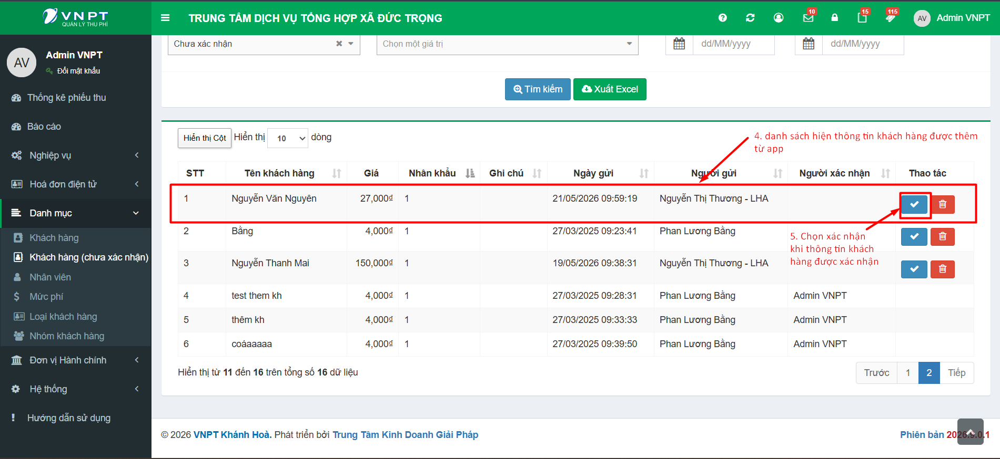 VNPT
QUẢN LÝ THU PHÍ
TRUNG TÂM DỊCH VỤ TỔNG HỢP XÃ ĐỨC TRỌNG
10
15
115
AV
Admin VNPT
AV
Admin VNPT
Đổi mật khẩu
Thống kê phiếu thu
Báo cáo
Nghiệp vụ
Hoá đơn điện tử
Danh mục
Khách hàng
Khách hàng (chưa xác nhận)
Nhân viên
Mức phí
Loại khách hàng
Nhóm khách hàng
Đơn vị Hành chính
Hệ thống
Hướng dẫn sử dụng
Chưa xác nhận
Chọn một giá trị
dd/MM/yyyy
dd/MM/yyyy
Tìm kiếm
Xuất Excel
Hiển thị Cột Hiển thị 10 dòng
4. danh sách hiện thông tin khách hàng được thêm
từ app
STT Tên khách hàng Giá Nhân khẩu Ghi chú Ngày gửi Người gửi Người xác nhận Thao tác
1 Nguyễn Văn Nguyên 27,000₫ 1 21/05/2026 09:59:19 Nguyễn Thị Thương - LHA
2 Bằng 4,000₫ 1 27/03/2025 09:23:41 Phan Lương Bằng
5. Chọn xác nhận
khi thông tin khách
hàng được xác nhận
3 Nguyễn Thanh Mai 150,000₫ 1 19/05/2026 09:38:31 Nguyễn Thị Thương - LHA
4 test them kh 4,000₫ 1 27/03/2025 09:28:31 Phan Lương Bằng Admin VNPT
5 thêm kh 4,000₫ 1 27/03/2025 09:33:33 Phan Lương Bằng Admin VNPT
6 coáaaaaa 4,000₫ 1 27/03/2025 09:39:50 Phan Lương Bằng Admin VNPT
Hiển thị từ 11 đến 16 trên tổng số 16 dữ liệu
Trước 1 2 Tiếp
© 2026 VNPT Khánh Hoà. Phát triển bởi Trung Tâm Kinh Doanh Giải Pháp
Phiên bản 2026.9.0.1